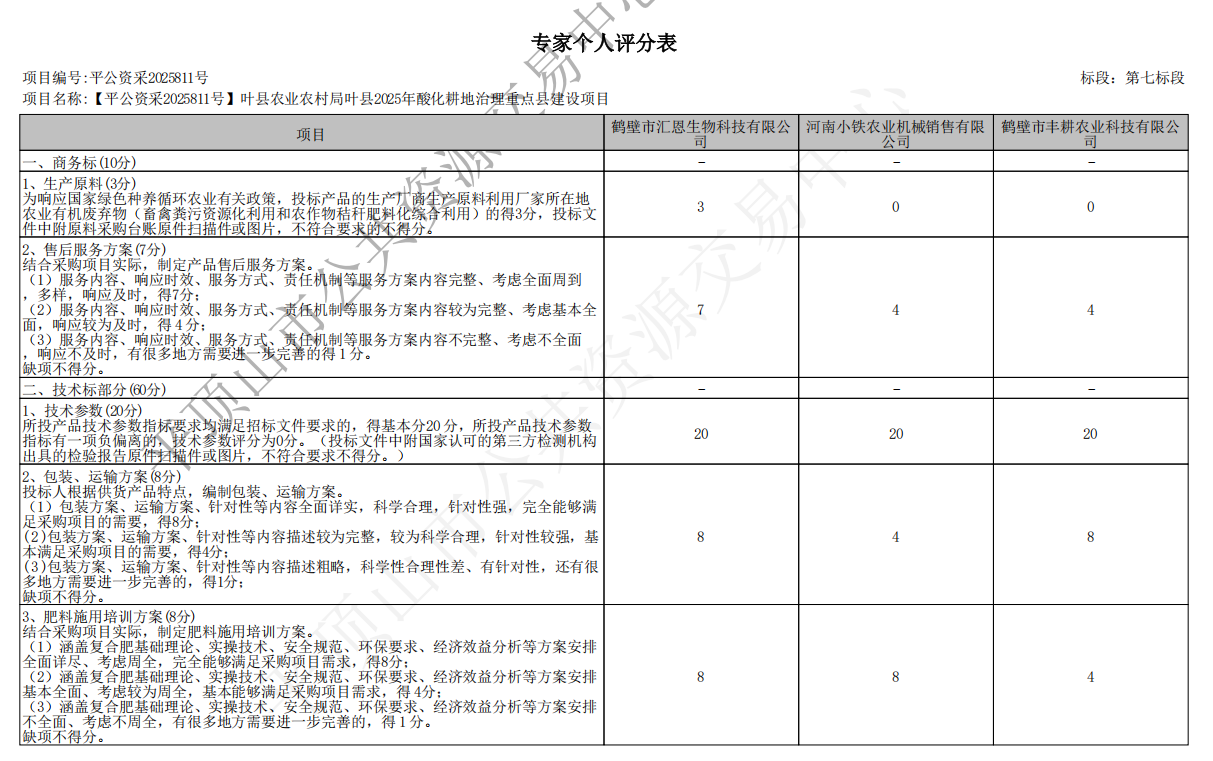 专家个人评分表
项目编号:平公资采2025811号
标段：第七标段
项目名称:【平公资采2025811号】叶县农业农村局叶县2025年酸化耕地治理重点县建设项目
项目
鹤壁市汇恩生物科技有限公
司
河南小铁农业机械销售有限
公司
鹤壁市丰耕农业科技有限公
司
一、商务标(10分)
-
-
-
1、生产原料(3分)
为响应国家绿色种养循环农业有关政策，投标产品的生产厂商生产原料利用厂家所在地
农业有机废弃物（畜禽粪污资源化利用和农作物秸秆肥料化综合利用）的得3分，投标文
件中附原料采购台账原件扫描件或图片，不符合要求的不得分。
3
0
0
2、售后服务方案(7分)
结合采购项目实际，制定产品售后服务方案。
（1）服务内容、响应时效、服务方式、责任机制等服务方案内容完整、考虑全面周到
，多样，响应及时，得7分；
（2）服务内容、响应时效、服务方式、责任机制等服务方案内容较为完整、考虑基本全
面，响应较为及时，得 4 分；
（3）服务内容、响应时效、服务方式、责任机制等服务方案内容不完整、考虑不全面
，响应不及时，有很多地方需要进一步完善的得 1 分。
缺项不得分。
7
4
4
二、技术标部分(60分)
-
-
-
1、技术参数(20分)
所投产品技术参数指标要求均满足招标文件要求的，得基本分20 分，所投产品技术参数
指标有一项负偏离的，技术参数评分为0分。（投标文件中附国家认可的第三方检测机构
出具的检验报告原件扫描件或图片，不符合要求不得分。）
20
20
20
2、包装、运输方案(8分)
投标人根据供货产品特点，编制包装、运输方案。
（1）包装方案、运输方案、针对性等内容全面详实，科学合理，针对性强，完全能够满
足采购项目的需要，得8分；
(2)包装方案、运输方案、针对性等内容描述较为完整，较为科学合理，针对性较强，基
本满足采购项目的需要，得4分；
(3)包装方案、运输方案、针对性等内容描述粗略，科学性合理性差、有针对性，还有很
多地方需要进一步完善的，得1分；
缺项不得分。
8
4
8
3、肥料施用培训方案(8分)
结合采购项目实际，制定肥料施用培训方案。
（1）涵盖复合肥基础理论、实操技术、安全规范、环保要求、经济效益分析等方案安排
全面详尽、考虑周全，完全能够满足采购项目需求，得8分；
（2）涵盖复合肥基础理论、实操技术、安全规范、环保要求、经济效益分析等方案安排
基本全面、考虑较为周全，基本能够满足采购项目需求，得 4分；
（3）涵盖复合肥基础理论、实操技术、安全规范、环保要求、经济效益分析等方案安排
不全面、考虑不周全，有很多地方需要进一步完善的，得 1 分。
缺项不得分。
8
8
4
平顶山市公共资源交易中心
平顶山市公共资源交易中心